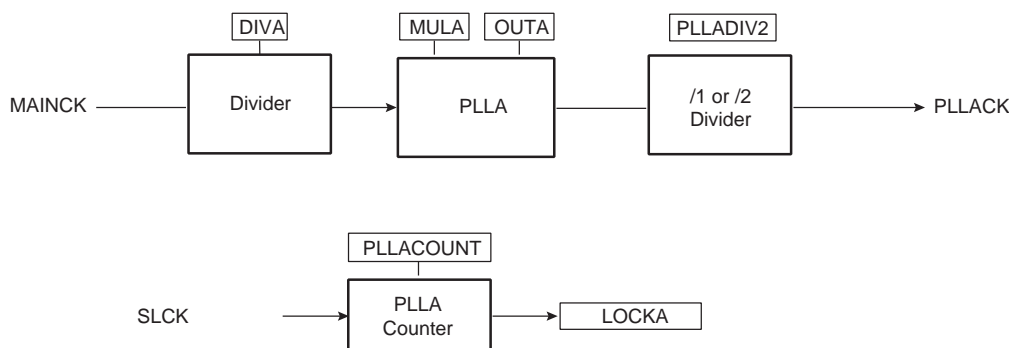 DIVA
MULA
OUTA
PLLADIV2
MAINCK
Divider
PLLA
/1 or /2
Divider
PLLACK
PLLACOUNT
SLCK
PLLA
Counter
LOCKA